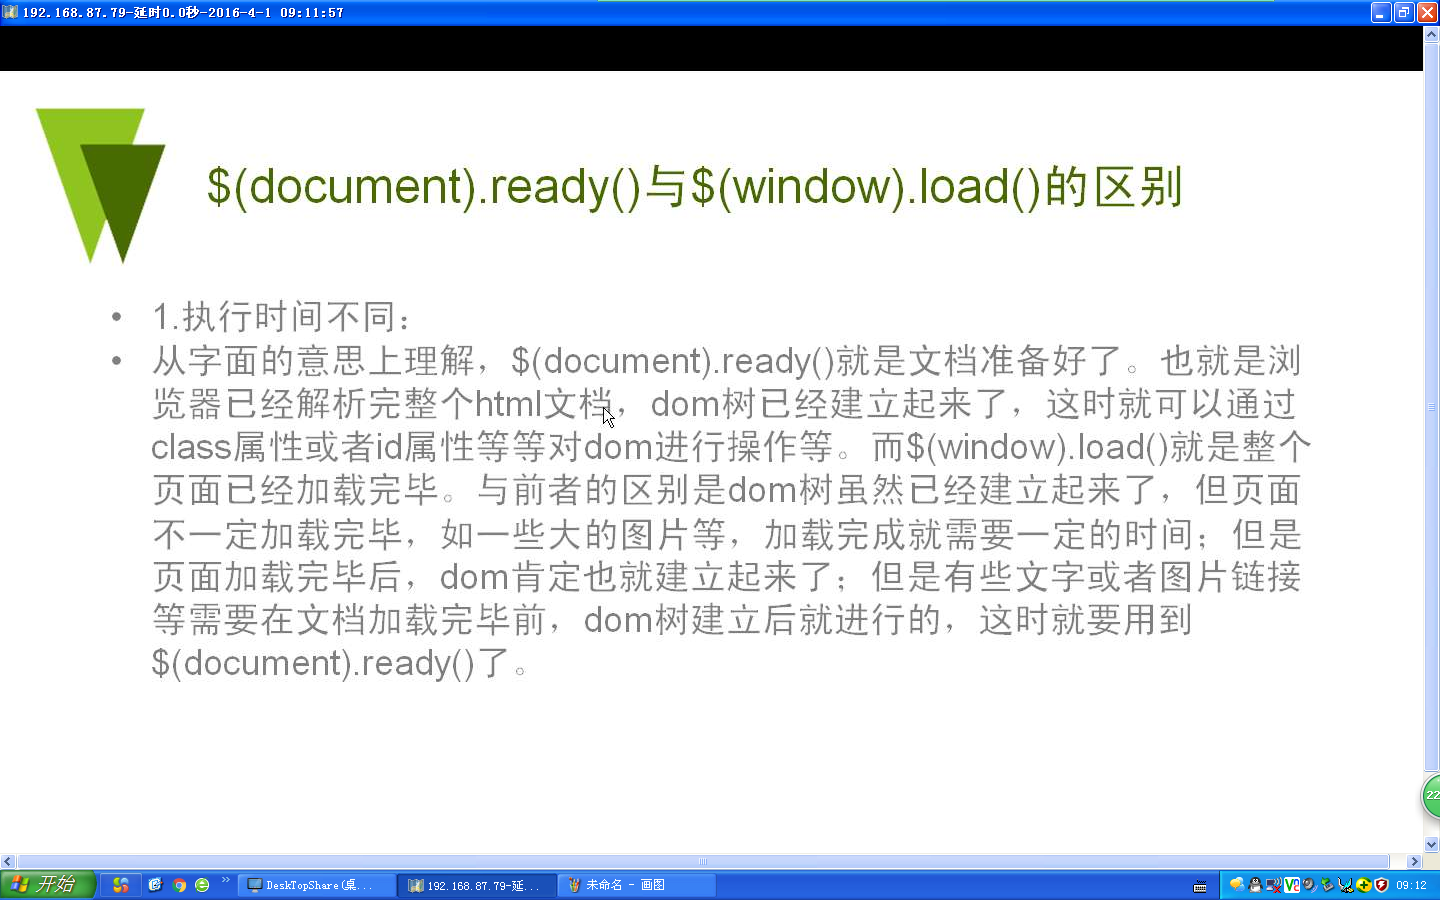 192.168.87.79-延时0.0秒-2016-4-1 09:11:57
$(document).ready()与$(window).load()的区别
• 1.执行时间不同：
• 从字面的意思上理解，$(document).ready()就是文档准备好了。也就是浏
览器已经解析完整个html文档，dom树已经建立起来了，这时就可以通过
class属性或者id属性等等对dom进行操作等。而$(window).load()就是整个
页面已经加载完毕。与前者的区别是dom树虽然已经建立起来了，但页面
不一定加载完毕，如一些大的图片等，加载完成就需要一定的时间；但是
页面加载完毕后，dom肯定也就建立起来了；但是有些文字或者图片链接
等需要在文档加载完毕前，dom树建立后就进行的，这时就要用到
$(document).ready()了。
22
开始
DeskTopShare(桌...
192.168.87.79-延...
未命名 - 画图
09:12